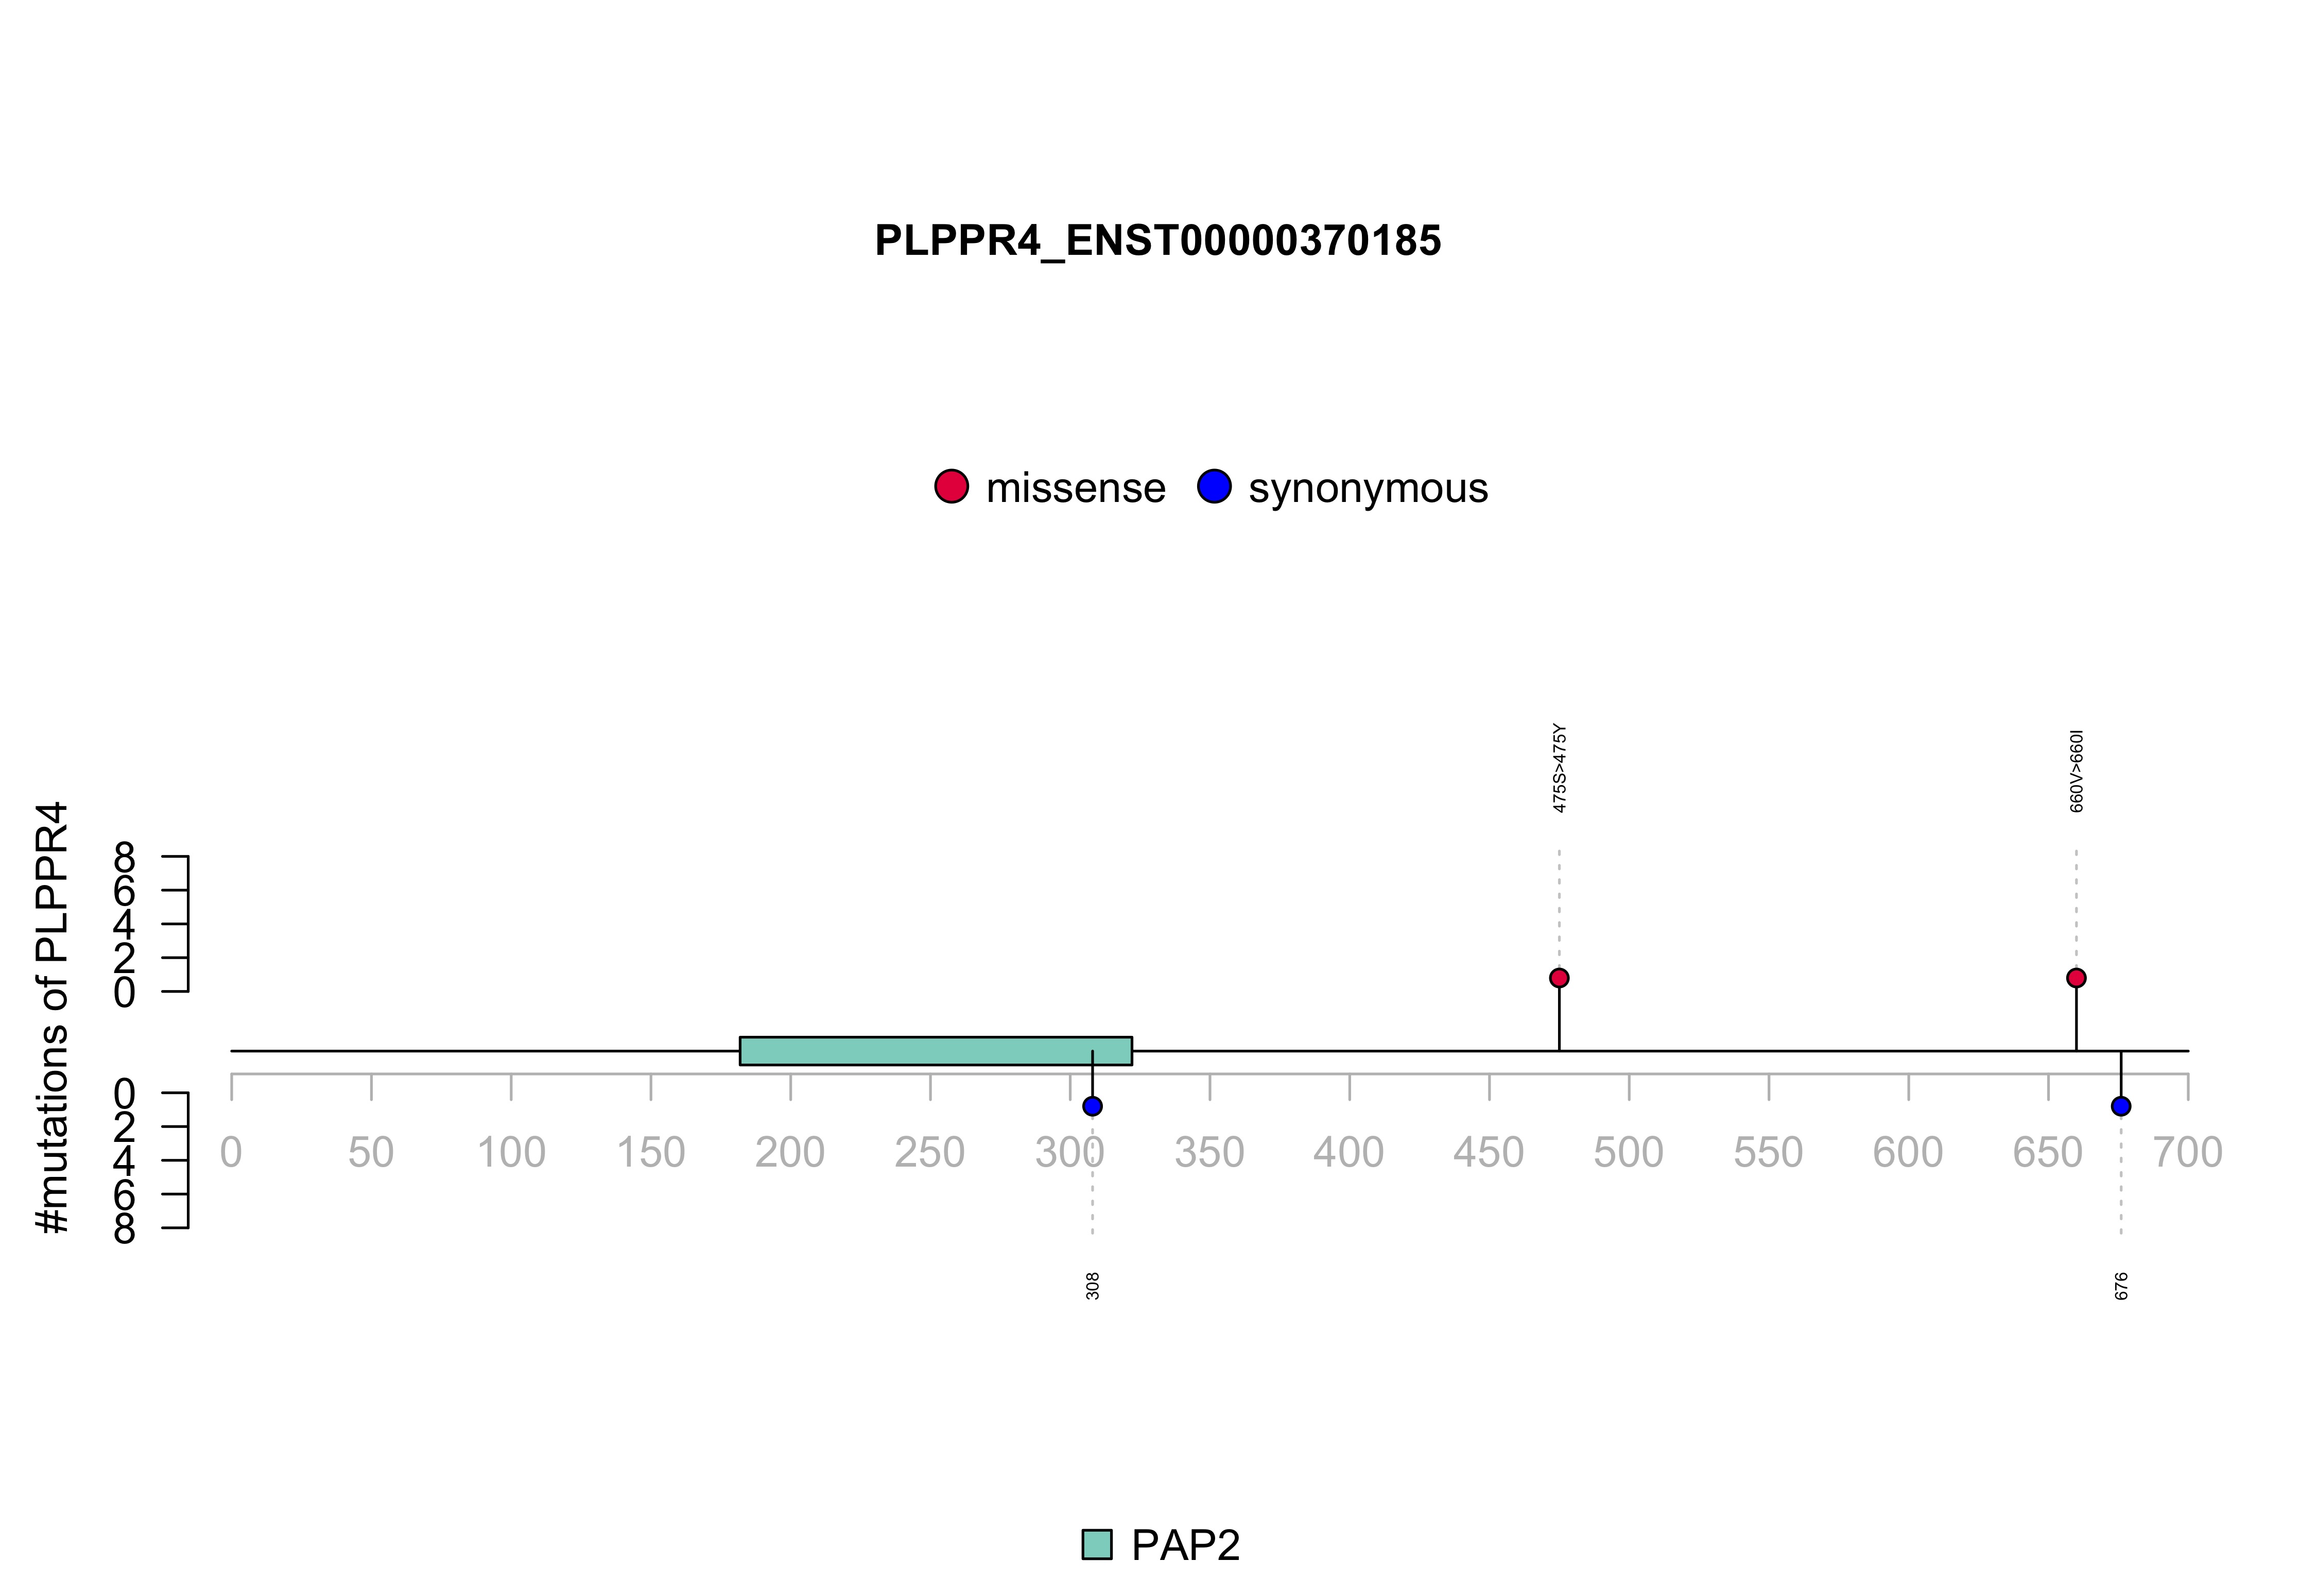 PLPPR4_ENST00000370185
missense synonymous
475S>475Y
660V>660I
#mutations of PLPPR4
8
6
4
2
0
0
2
4
6
8
0 50 100 150 200 250 300 350 400 450 500 550 600 650 700
308
676
PAP2